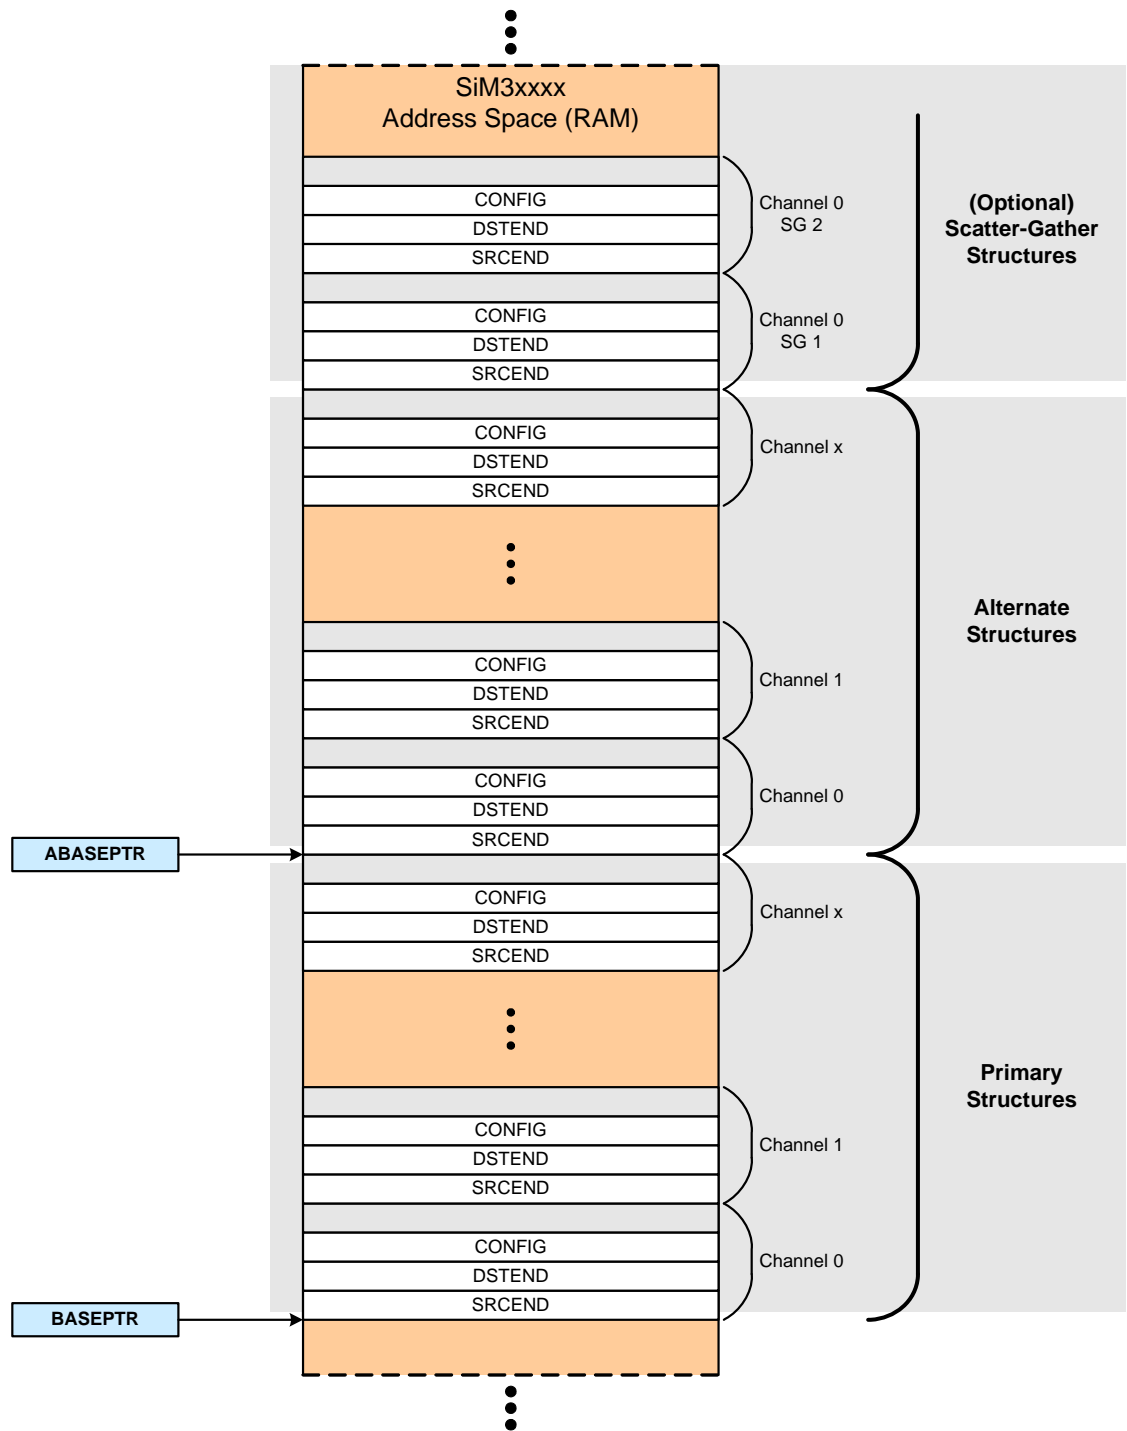 SiM3xxxx
Address Space (RAM)
CONFIG
DSTEND
SRCEND
Channel 0
SG 2
(Optional)
Scatter-Gather
Structures
CONFIG
DSTEND
SRCEND
Channel 0
SG 1
CONFIG
DSTEND
SRCEND
Channel x
Alternate
Structures
CONFIG
DSTEND
SRCEND
Channel 1
CONFIG
DSTEND
SRCEND
Channel 0
ABASEPTR
CONFIG
DSTEND
SRCEND
Channel x
Primary
Structures
CONFIG
DSTEND
SRCEND
Channel 1
CONFIG
DSTEND
SRCEND
Channel 0
BASEPTR